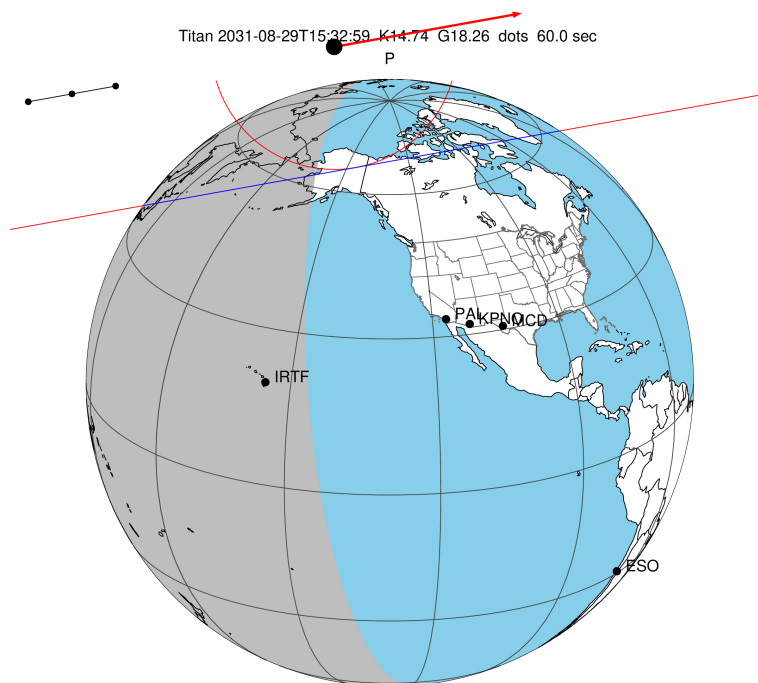 Titan 2031-08-29T15:32:59 K14.74 G18.26 dots 60.0 sec
P
PAL
KPNO
MCD
IRTF
ESO